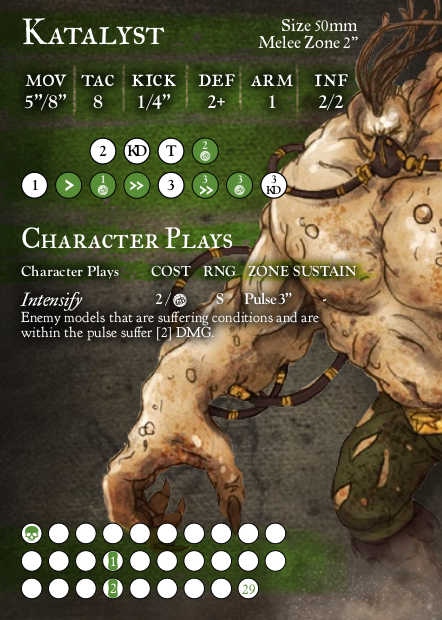 KATALYST
Size 50mm
Melee Zone 2"
MOV TAC KICK DEF ARM INF
5"/8" 8 1/4" 2+ 1 2/2
2 KD T 2
1 > 1 >> 3 3 >> 3 3 KD
CHARACTER PLAYS
Character Plays COST RNG ZONE SUSTAIN
Intensify 2 / S Pulse 3" -
Enemy models that are suffering conditions and are
within the pulse suffer [2] DMG.
1
2 29